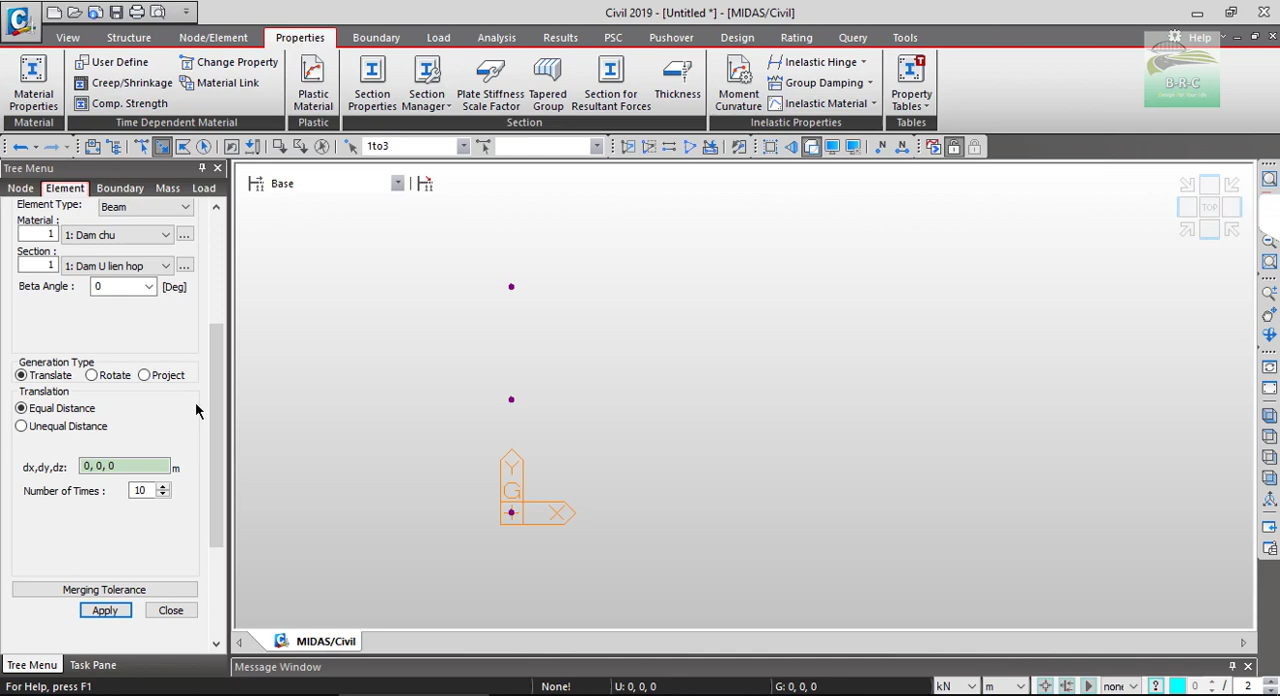 Civil 2019 - [Untitled *] - [MIDAS/Civil]
View Structure Node/Element Properties Boundary Load Analysis Results PSC Pushover Design Rating Query Tools Help
Material Properties
Material
User Define
Creep/Shrinkage
Comp. Strength
Change Property
Material Link
Time Dependent Material
Plastic Material
Plastic
Section Properties
Section Manager
Plate Stiffness Scale Factor
Tapered Group
Section for Resultant Forces
Thickness
Section
Moment Curvature
Inelastic Hinge
Group Damping
Inelastic Material
Inelastic Properties
Property Tables
Tables
B-R-C
1to3
Tree Menu
Node Element Boundary Mass Load
Base
TOP
Element Type: Beam
Material :
1 1: Dam chu ...
Section :
1 1: Dam U lien hop ...
Beta Angle : 0 [Deg]
Generation Type
Translate Rotate Project
Translation
Equal Distance
Unequal Distance
dx,dy,dz: 0, 0, 0 m
Number of Times : 10
Merging Tolerance
Apply Close
Y
G
X
MIDAS/Civil
Tree Menu Task Pane
Message Window
For Help, press F1 None! U: 0, 0, 0 G: 0, 0, 0 kN m none 0 / 2